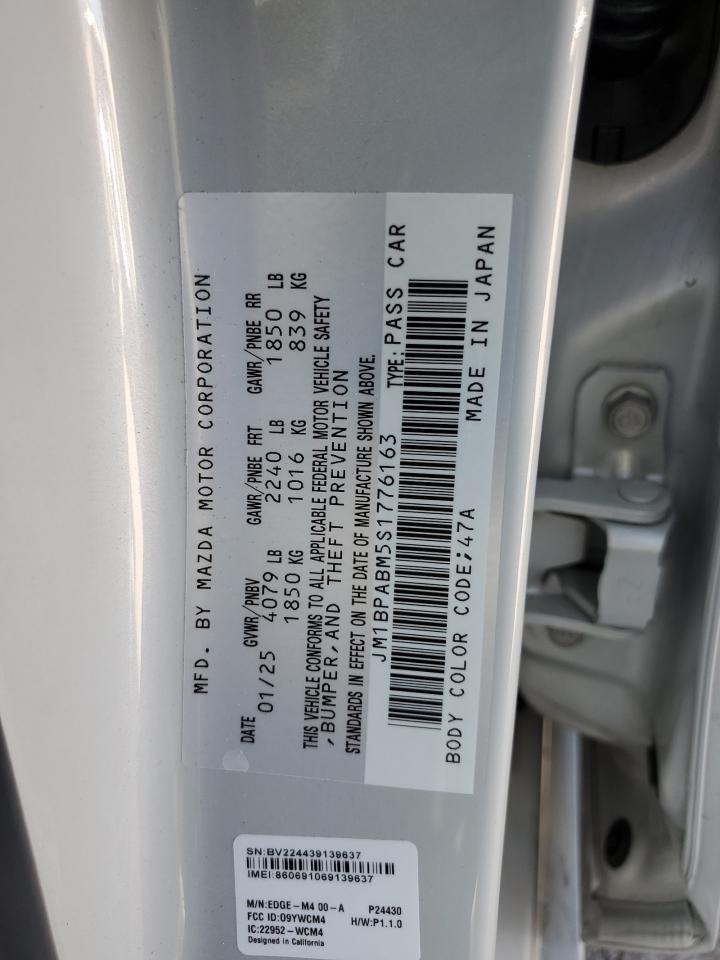 MFD. BY MAZDA MOTOR CORPORATION
DATE GVWR/PNBV GAWR/PNBE FRT GAWR/PNBE RR
01/25 4079 LB 2240 LB 1850 LB
1850 KG 1016 KG 839 KG
THIS VEHICLE CONFORMS TO ALL APPLICABLE FEDERAL MOTOR VEHICLE SAFETY
,BUMPER,AND THEFT PREVENTION
STANDARDS IN EFFECT ON THE DATE OF MANUFACTURE SHOWN ABOVE.
JM1BPABM5S1776163 TYPE:PASS CAR
BODY COLOR CODE;47A MADE IN JAPAN
SN:BV224439139637
IMEI:860691069139637
M/N:EDGE-M4 00-A P24430
FCC ID:O9YWCM4 H/W:P1.1.0
IC:22952-WCM4
Designed in California